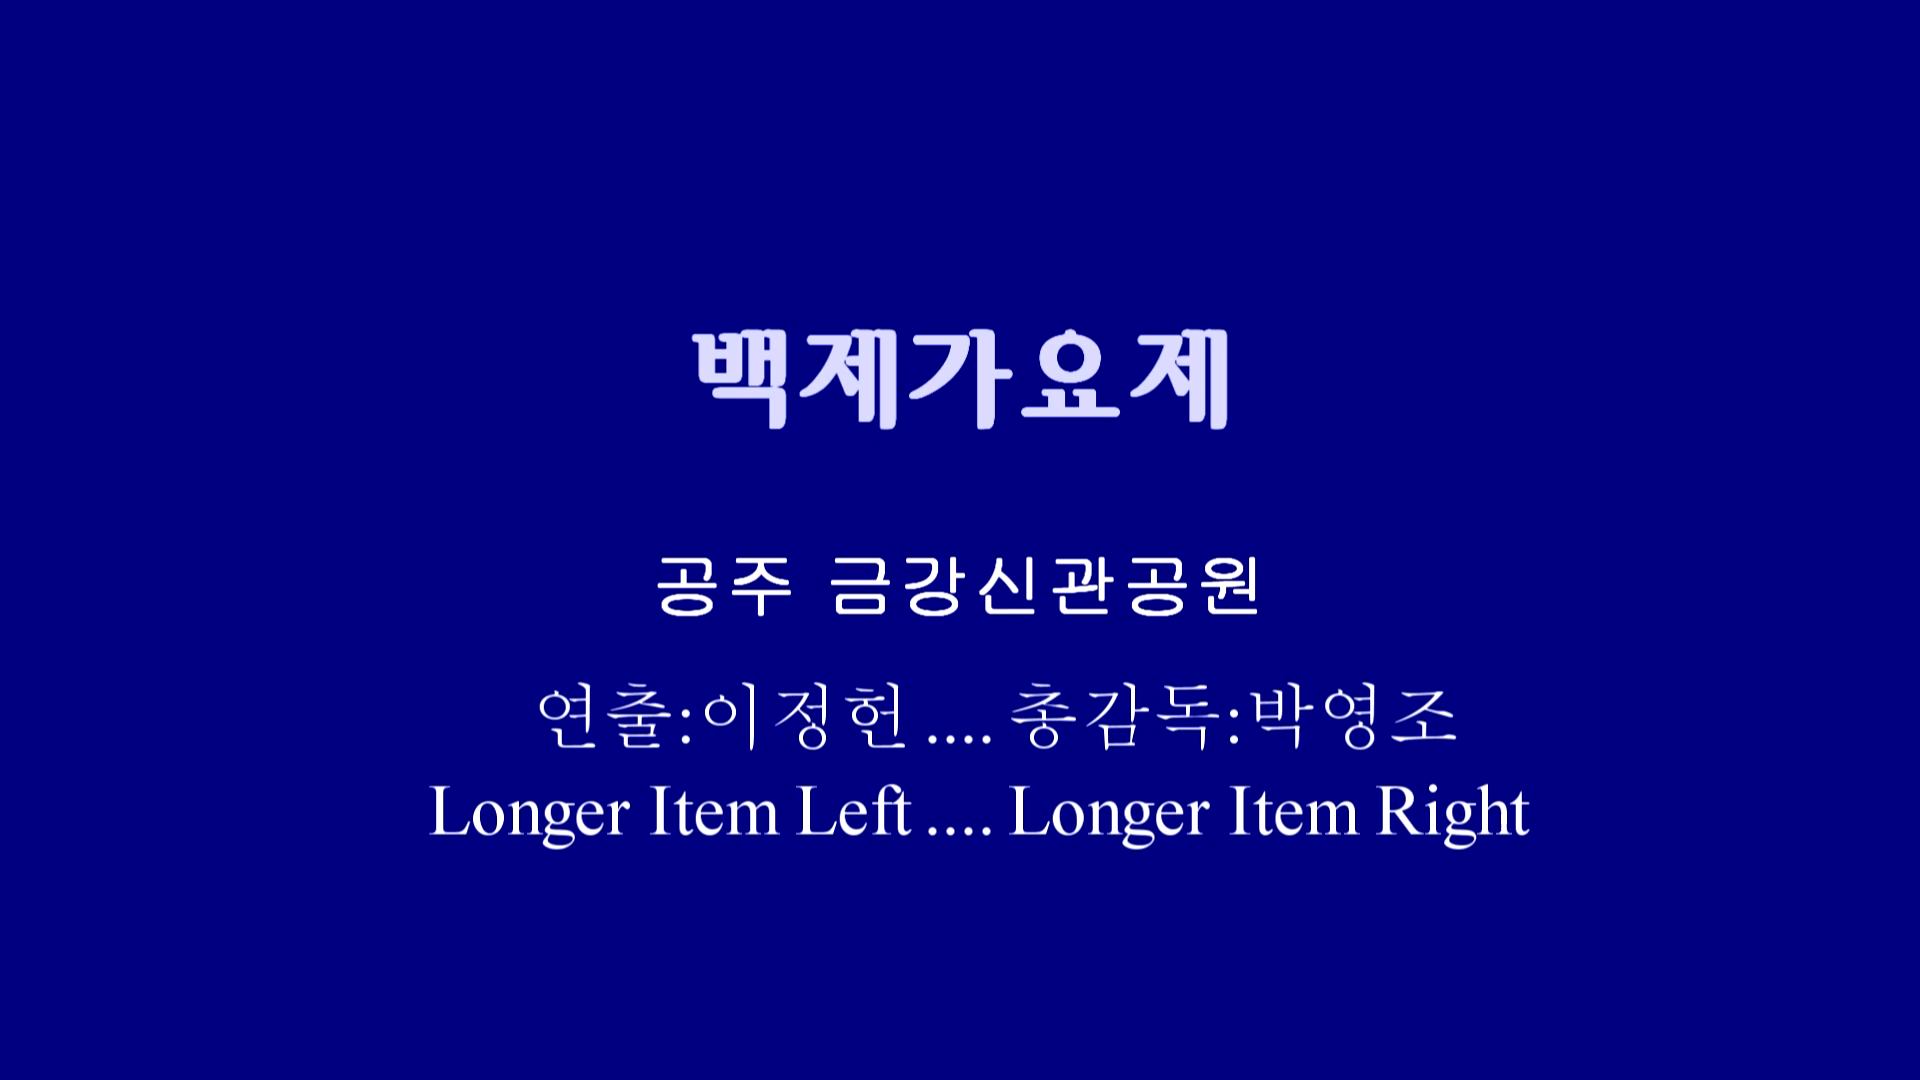 백제가요제
공주 금강신관공원
연출:이정헌 .... 총감독:박영조
Longer Item Left .... Longer Item Right